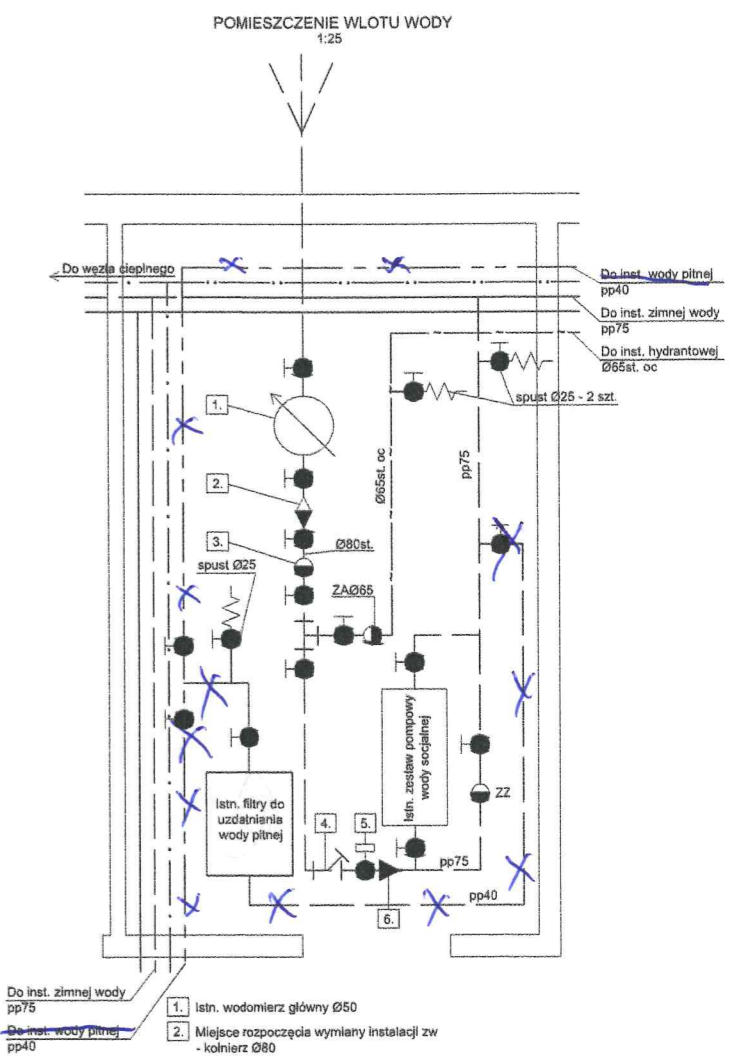 POMIESZCZENIE WLOTU WODY
1:25
Do węzła cieplnego
Do inst. wody pitnej
pp40
Do inst. zimnej wody
pp75
Do inst. hydrantowej
Ø65st. oc
spust Ø25 - 2 szt.
1.
2.
3.
Ø65st. oc
pp75
Ø80st.
spust Ø25
ZAØ65
Istn. zestaw pompowy
wody socjalnej
ZZ
Istn. filtry do
uzdatniania
wody pitnej
4.
5.
pp75
pp40
6.
Do inst. zimnej wody
pp75
Do inst. wody pitnej
pp40
1. Istn. wodomierz główny Ø50
2. Miejsce rozpoczęcia wymiany instalacji zw
- kołnierz Ø80